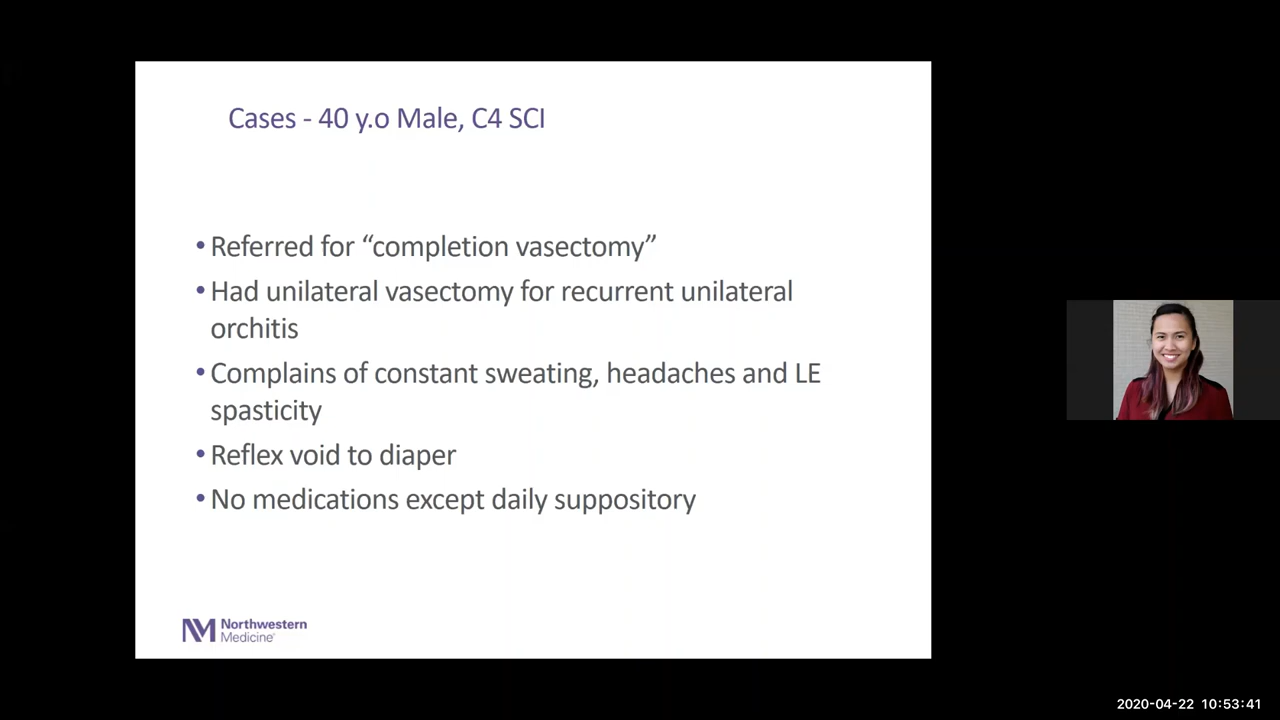 Cases - 40 y.o Male, C4 SCI
•Referred for “completion vasectomy”
•Had unilateral vasectomy for recurrent unilateral
orchitis
•Complains of constant sweating, headaches and LE
spasticity
•Reflex void to diaper
•No medications except daily suppository
NM Northwestern
Medicine®
2020-04-22 10:53:41